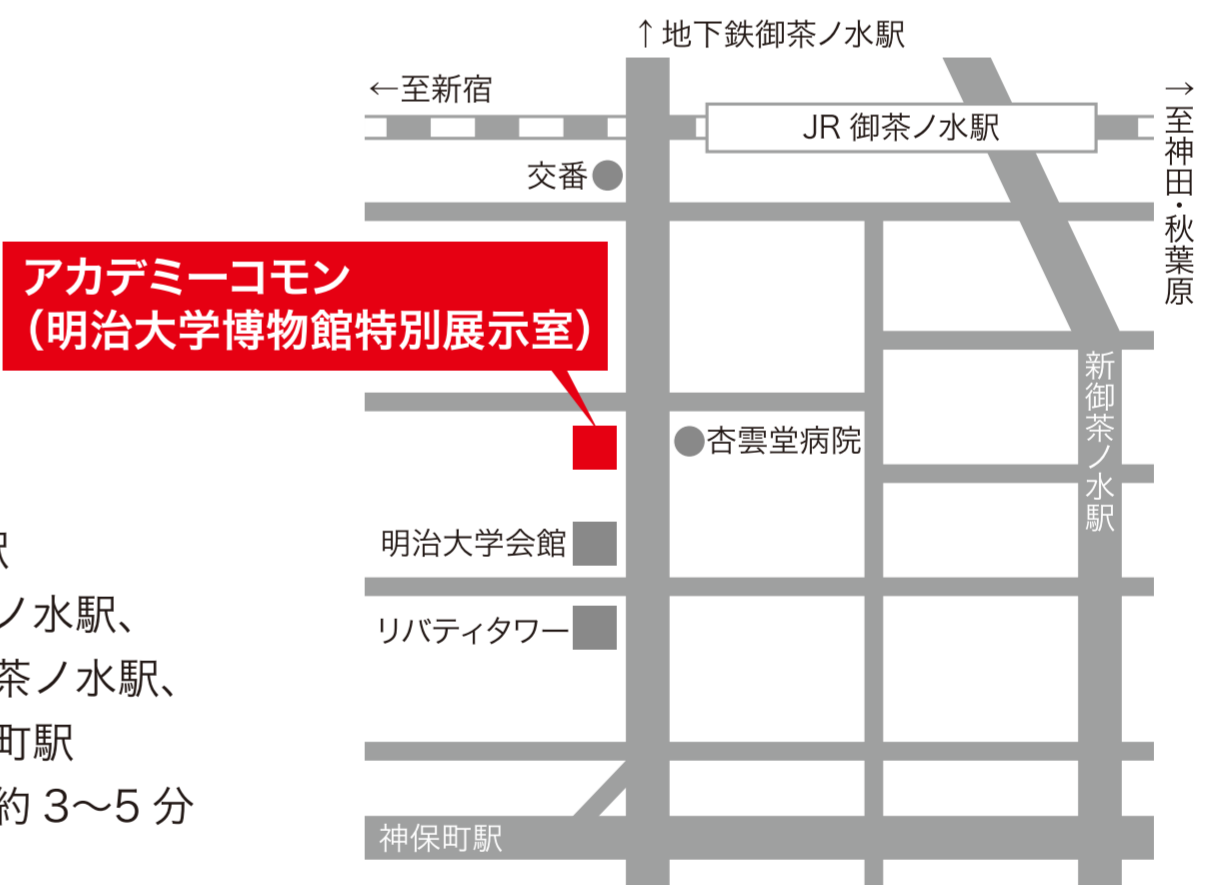 ↑地下鉄御茶ノ水駅
←至新宿
JR 御茶ノ水駅
→至神田・秋葉原
交番
アカデミーコモン
（明治大学博物館特別展示室）
新御茶ノ水駅
杏雲堂病院
明治大学会館
リバティタワー
神保町駅
駅
ノ水駅、
茶ノ水駅、
町駅
約 3〜5 分